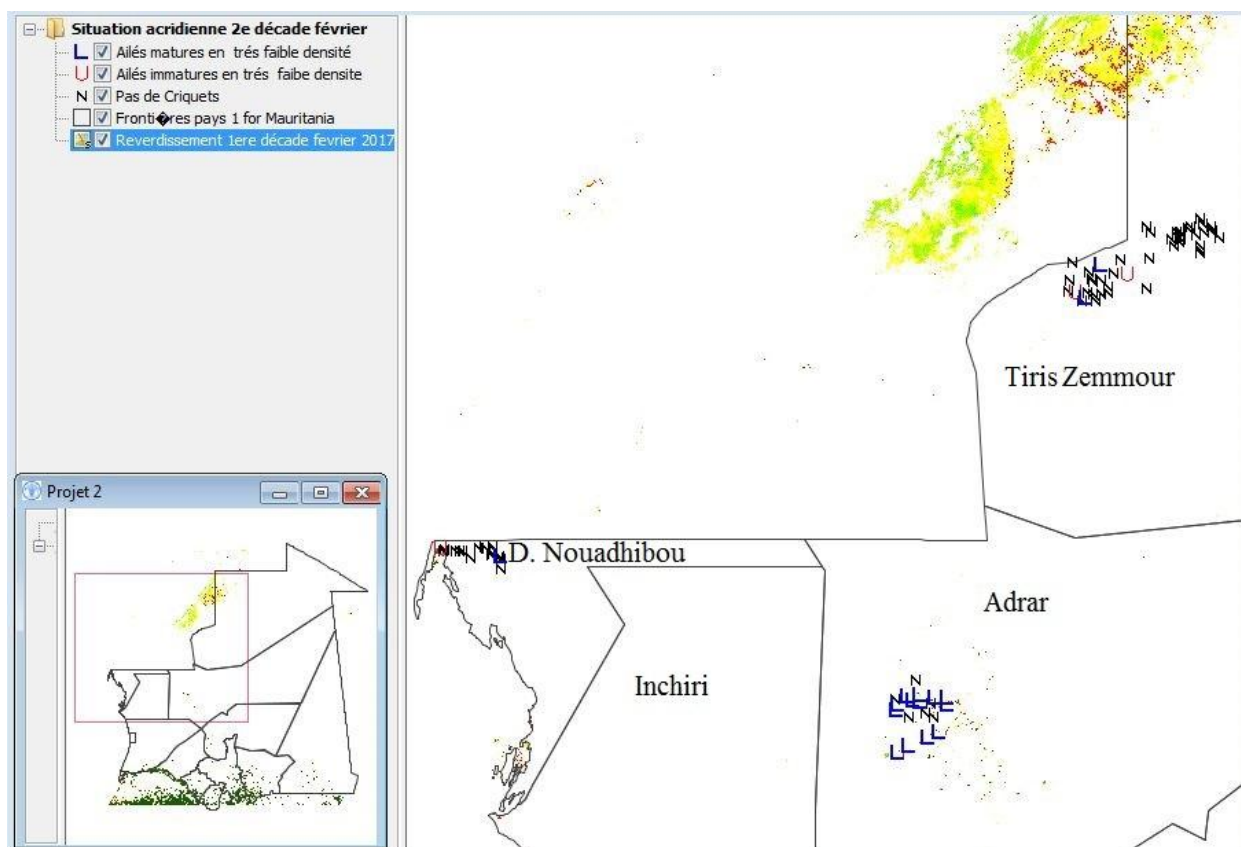 Situation acridienne 2e décade février
Ailés matures en trés faible densité
Ailés immatures en trés faibe densite
Pas de Criquets
Fronti�res pays 1 for Mauritania
Reverdissement 1ere décade fevrier 2017
Tiris Zemmour
Projet 2
D. Nouadhibou
Adrar
Inchiri